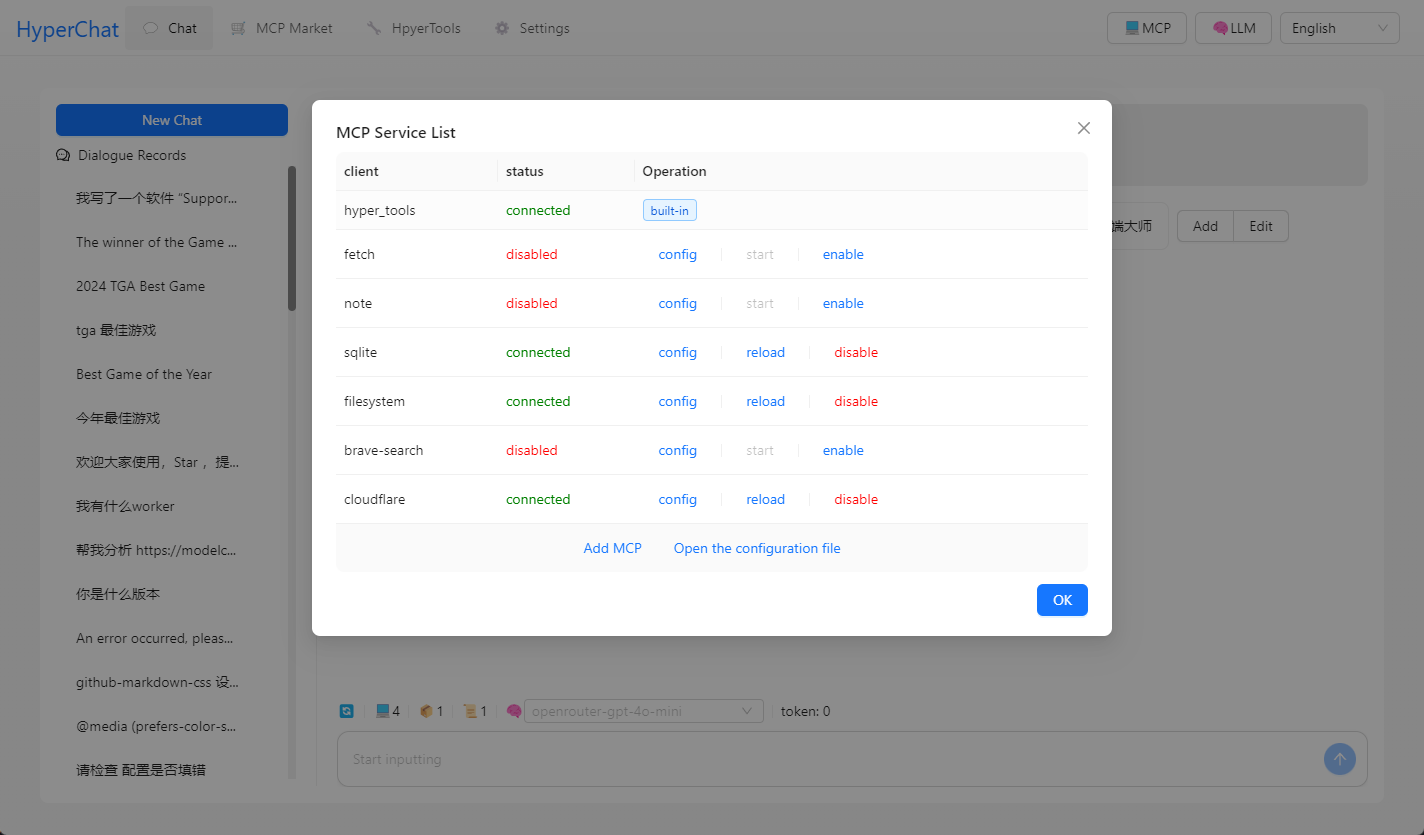 HyperChat Chat MCP Market HpyerTools Settings MCP LLM English
New Chat
Dialogue Records
我写了一个软件 “Suppor...
The winner of the Game ...
2024 TGA Best Game
tga 最佳游戏
Best Game of the Year
今年最佳游戏
欢迎大家使用，Star ，提...
我有什么worker
帮我分析 https://modelc...
你是什么版本
An error occurred, pleas...
github-markdown-css 设...
@media (prefers-color-s...
请检查 配置是否填错
MCP Service List
client status Operation
hyper_tools connected built-in
fetch disabled config start enable
note disabled config start enable
sqlite connected config reload disable
filesystem connected config reload disable
brave-search disabled config start enable
cloudflare connected config reload disable
Add MCP Open the configuration file
OK
端大师 Add Edit
4 1 1 openrouter-gpt-4o-mini token: 0
Start inputting